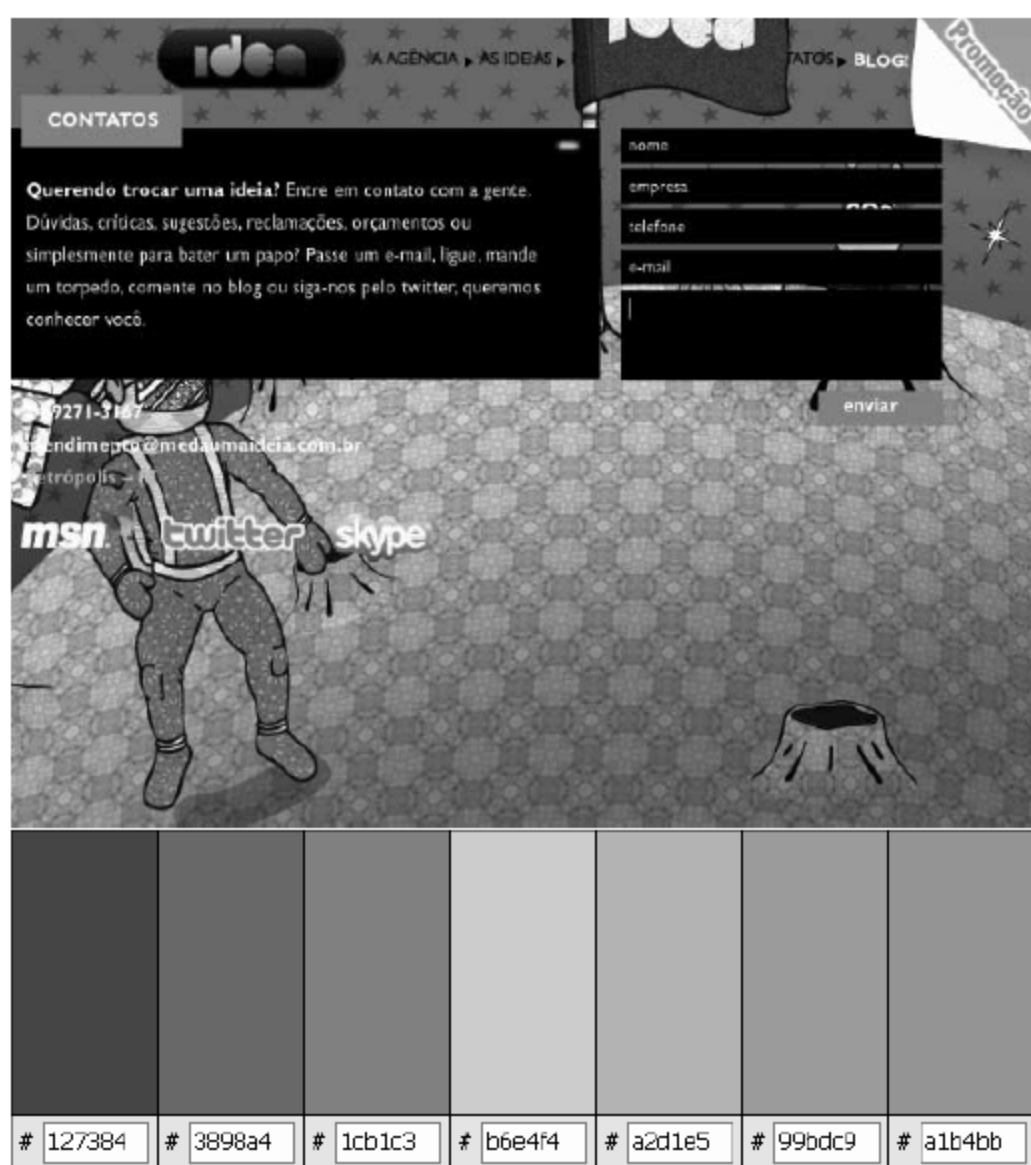 idea
A AGÊNCIA ▸ AS IDEIAS ▸
BLOG!
Promoção
CONTATOS
Querendo trocar uma ideia? Entre em contato com a gente.
Dúvidas, críticas, sugestões, reclamações, orçamentos ou
simplesmente para bater um papo? Passe um e-mail, ligue, mande
um torpedo, comente no blog ou siga-nos pelo twitter, queremos
conhecer você.
nome
empresa
telefone
e-mail
enviar
msn twitter skype
# 127384 # 3898a4 # 1cb1c3 # b6e4f4 # a2d1e5 # 99bdc9 # a1b4bb